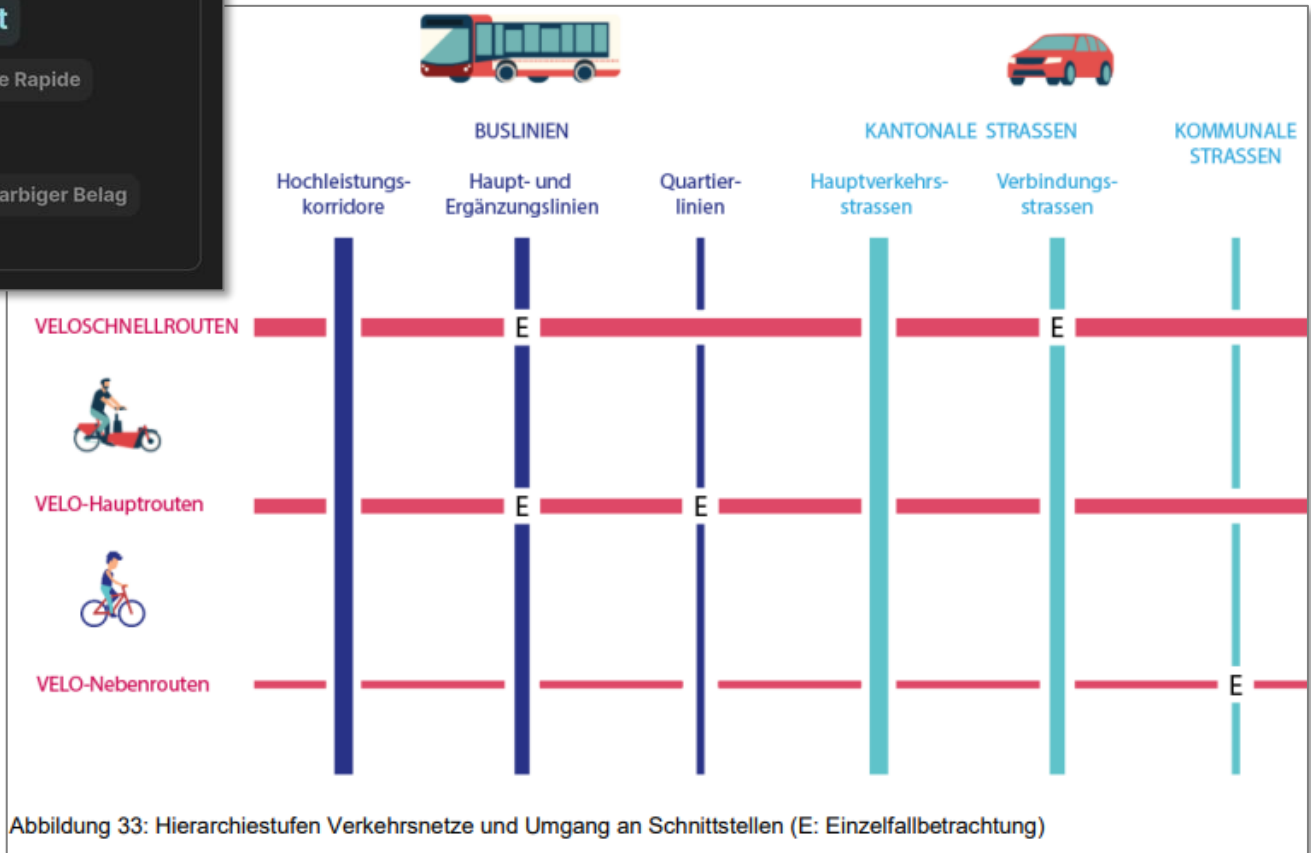 BUSLINIEN
KANTONALE STRASSEN
KOMMUNALE
STRASSEN
Hochleistungs-
korridore
Haupt- und
Ergänzungslinien
Quartier-
linien
Hauptverkehrs-
strassen
Verbindungs-
strassen
VELOSCHNELLROUTEN
E
E
VELO-Hauptrouten
E
E
VELO-Nebenrouten
E
Abbildung 33: Hierarchiestufen Verkehrsnetze und Umgang an Schnittstellen (E: Einzelfallbetrachtung)
Rapide
Belag